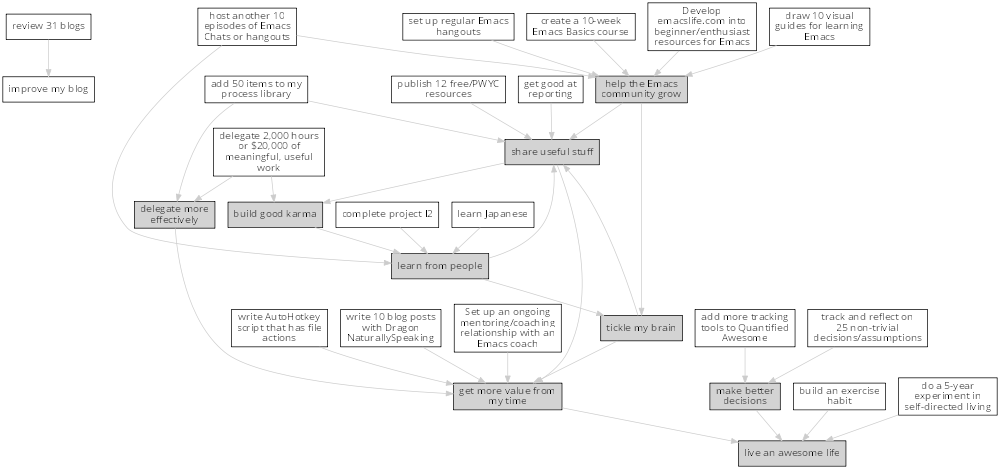 review 31 blogs
host another 10
episodes of Emacs
Chats or hangouts
set up regular Emacs
hangouts
create a 10-week
Emacs Basics course
Develop
emacslife.com into
beginner/enthusiast
resources for Emacs
draw 10 visual
guides for learning
Emacs
improve my blog
add 50 items to my
process library
publish 12 free/PWYC
resources
get good at
reporting
help the Emacs
community grow
delegate 2,000 hours
or $20,000 of
meaningful, useful
work
share useful stuff
delegate more
effectively
build good karma
complete project I2
learn Japanese
learn from people
write AutoHotkey
script that has file
actions
write 10 blog posts
with Dragon
NaturallySpeaking
Set up an ongoing
mentoring/coaching
relationship with an
Emacs coach
tickle my brain
add more tracking
tools to Quantified
Awesome
track and reflect on
25 non-trivial
decisions/assumptions
get more value from
my time
make better
decisions
build an exercise
habit
do a 5-year
experiment in
self-directed living
live an awesome life